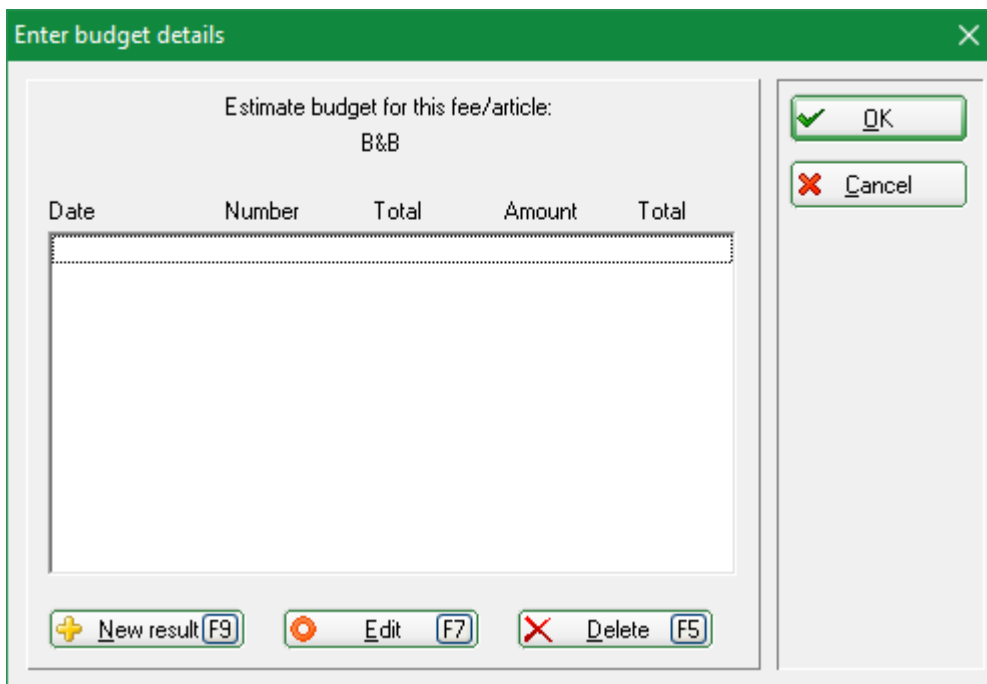 Enter budget details
Estimate budget for this fee/article:
B&B
Date Number Total Amount Total
New result F9 Edit F7 Delete F5
OK
Cancel